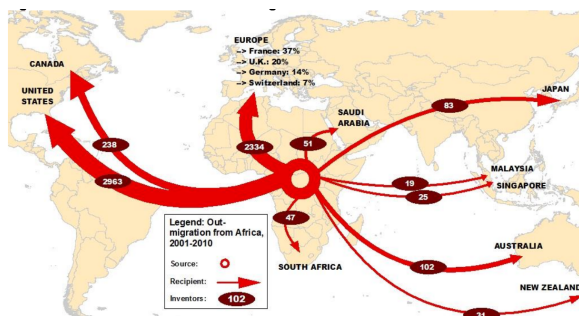 EUROPE
--> France: 37%
--> U.K.: 20%
--> Germany: 14%
--> Switzerland: 7%
CANADA
UNITED
STATES
JAPAN
SAUDI
ARABIA
83
51
238
2334
2963
19
25
MALAYSIA
SINGAPORE
47
Legend: Out-
migration from Africa,
2001-2010
Source:
Recipient:
Inventors: 102
SOUTH AFRICA
102
AUSTRALIA
NEW ZEALAND
31